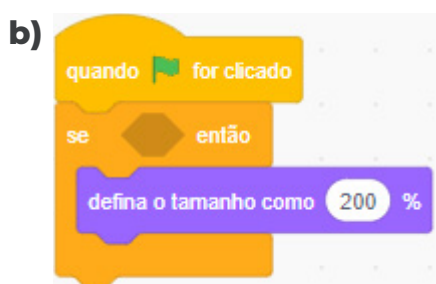 b)
quando for clicado
se então
defina o tamanho como 200 %